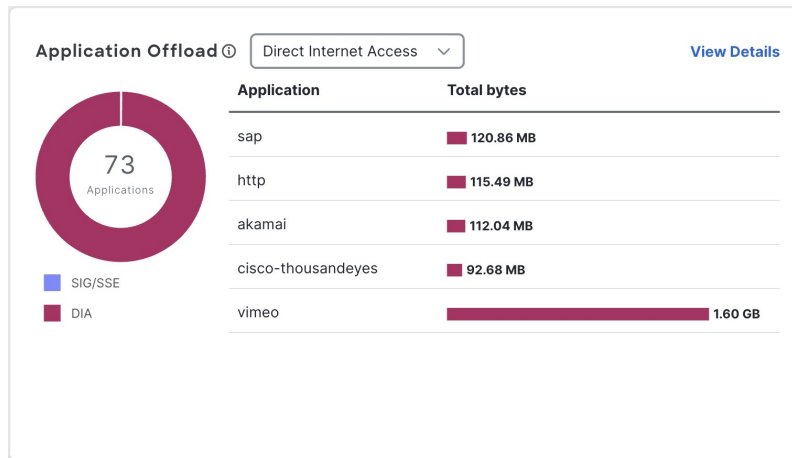 Application Offload Direct Internet Access View Details
Application Total bytes
73
Applications
sap 120.86 MB
http 115.49 MB
akamai 112.04 MB
cisco-thousandeyes 92.68 MB
vimeo 1.60 GB
SIG/SSE
DIA